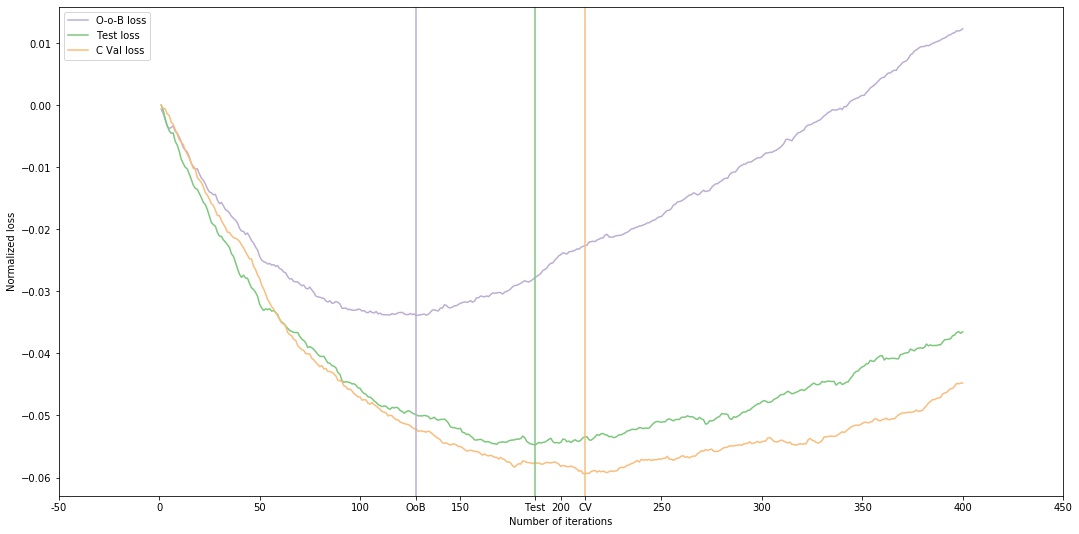 O-o-B loss
Test loss
C Val loss
0.01
0.00
−0.01
−0.02
−0.03
−0.04
−0.05
−0.06
Normalized loss
-50 0 50 100 OoB 150 Test 200 CV 250 300 350 400 450
Number of iterations